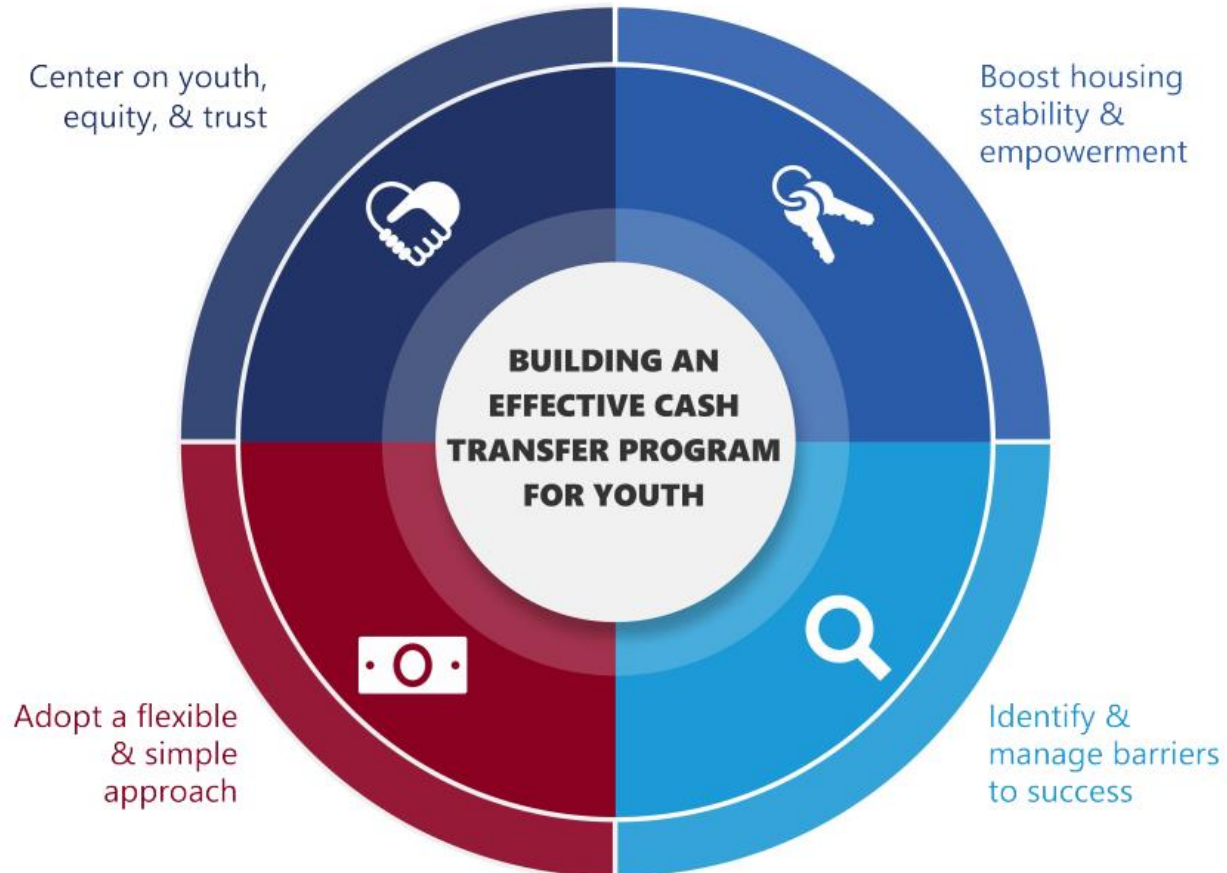 Center on youth,
equity, & trust
Boost housing
stability &
empowerment
BUILDING AN
EFFECTIVE CASH
TRANSFER PROGRAM
FOR YOUTH
Adopt a flexible
& simple
approach
Identify &
manage barriers
to success